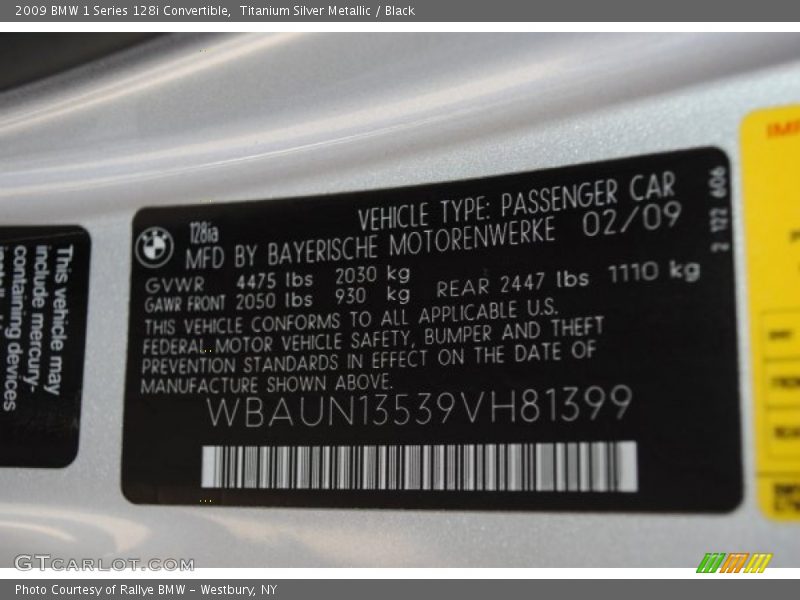 2009 BMW 1 Series 128i Convertible,  Titanium Silver Metallic / Black
This vehicle may
include mercury-
containing devices
128ia
VEHICLE TYPE: PASSENGER CAR
MFD BY BAYERISCHE MOTORENWERKE 02/09
GVWR 4475 lbs 2030 kg
GAWR FRONT 2050 lbs 930 kg REAR 2447 lbs 1110 kg
THIS VEHICLE CONFORMS TO ALL APPLICABLE U.S.
FEDERAL MOTOR VEHICLE SAFETY, BUMPER AND THEFT
PREVENTION STANDARDS IN EFFECT ON THE DATE OF
MANUFACTURE SHOWN ABOVE.
WBAUN13539VH81399
2 122 606
GTCARLOT.COM
Photo Courtesy of Rallye BMW - Westbury, NY